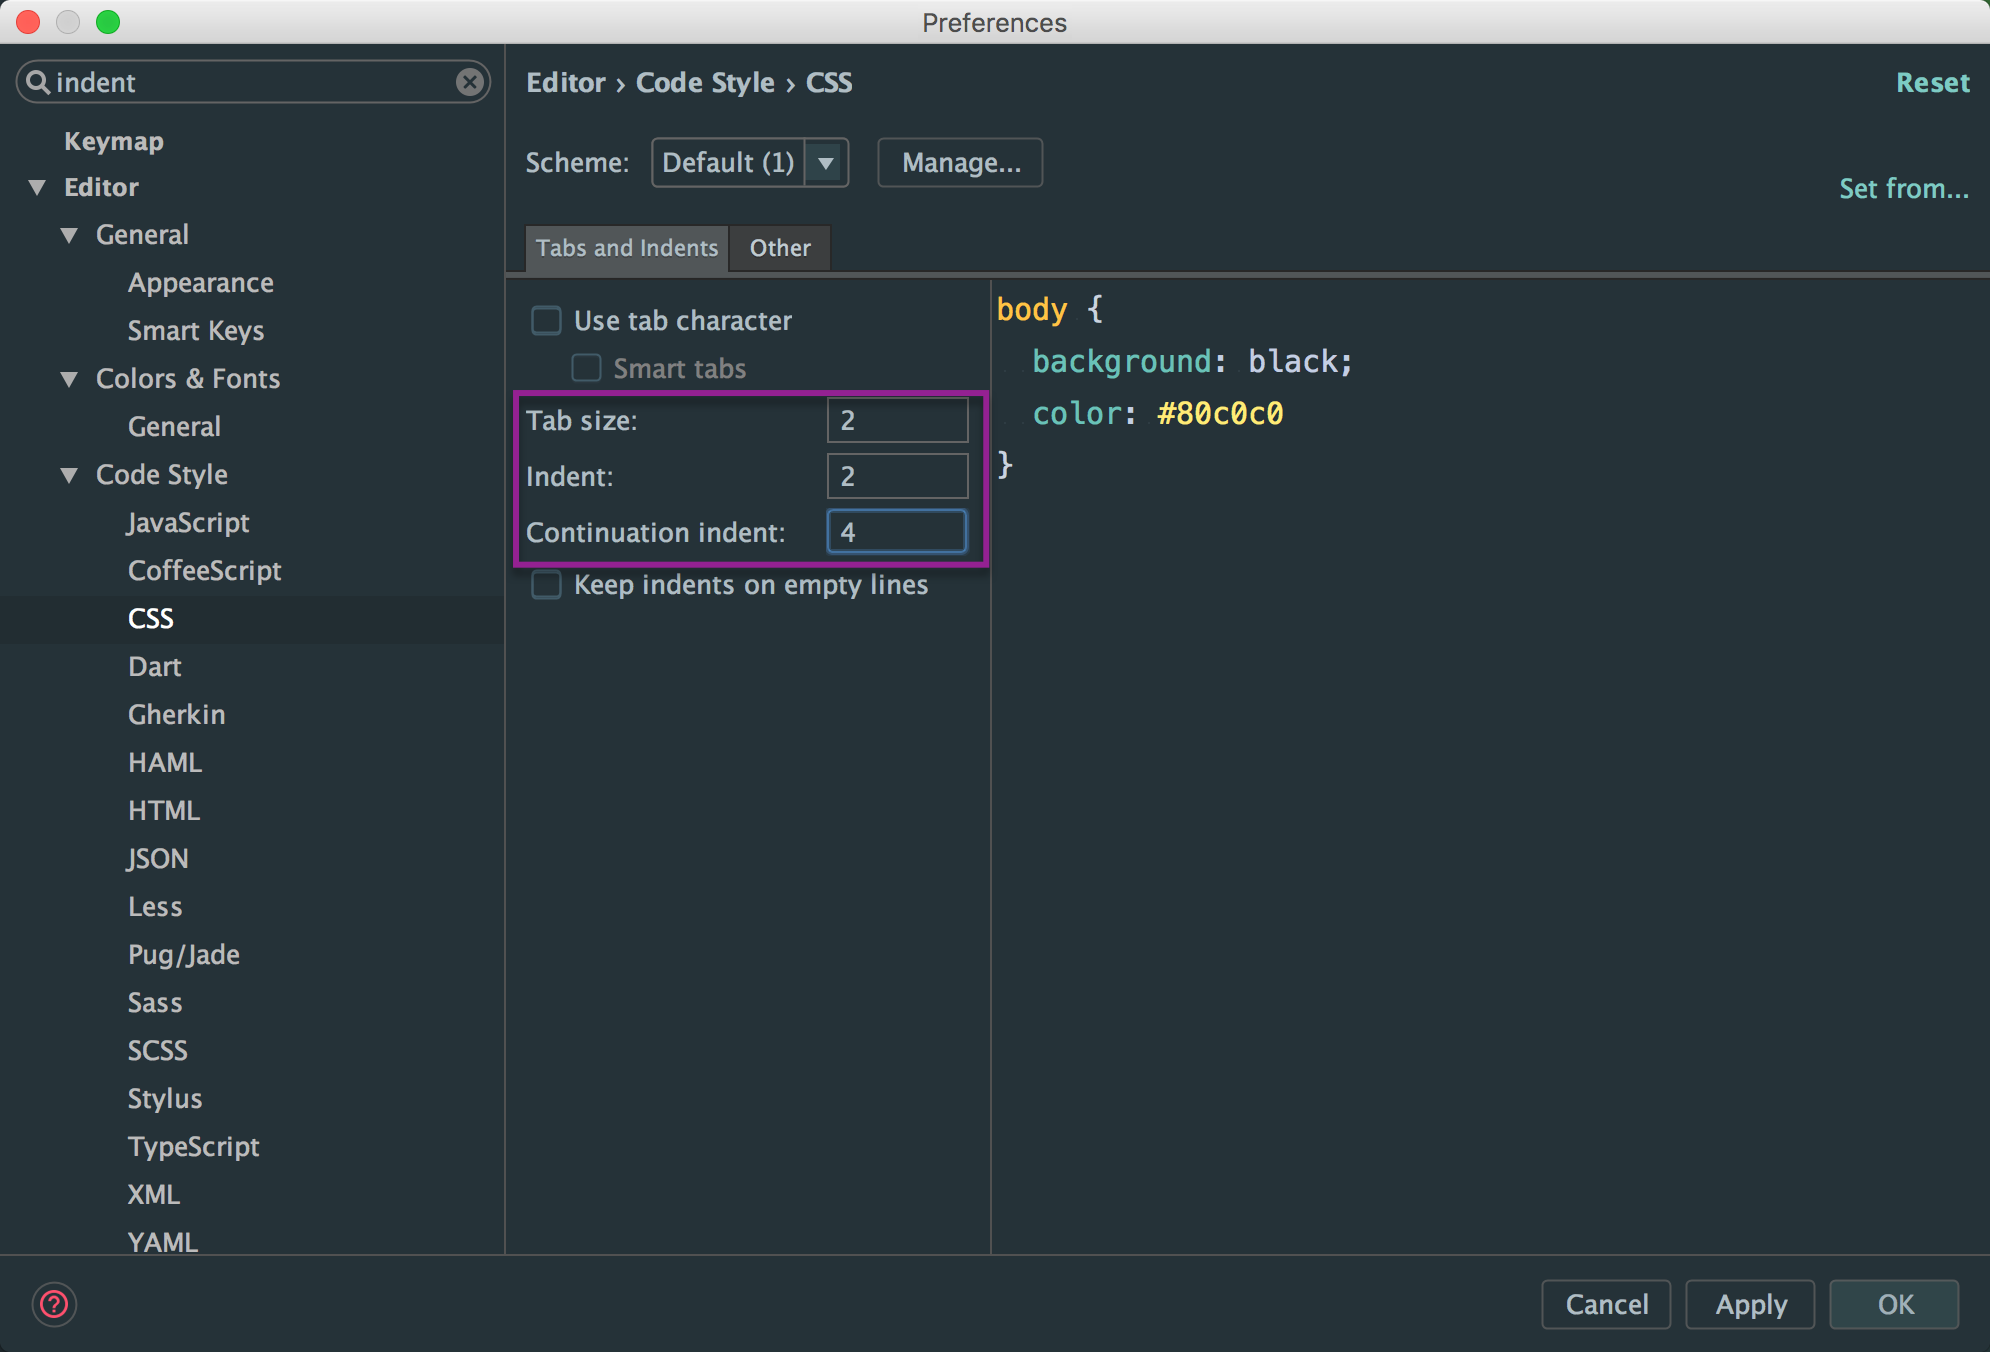 Preferences
indent
Keymap
Editor
General
Appearance
Smart Keys
Colors & Fonts
General
Code Style
JavaScript
CoffeeScript
CSS
Dart
Gherkin
HAML
HTML
JSON
Less
Pug/Jade
Sass
SCSS
Stylus
TypeScript
XML
YAML
Editor › Code Style › CSS
Reset
Scheme: Default (1) Manage...
Set from...
Tabs and Indents Other
Use tab character
Smart tabs
Tab size: 2
Indent: 2
Continuation indent: 4
Keep indents on empty lines
body {
background: black;
color: #80c0c0
}
?
Cancel Apply OK